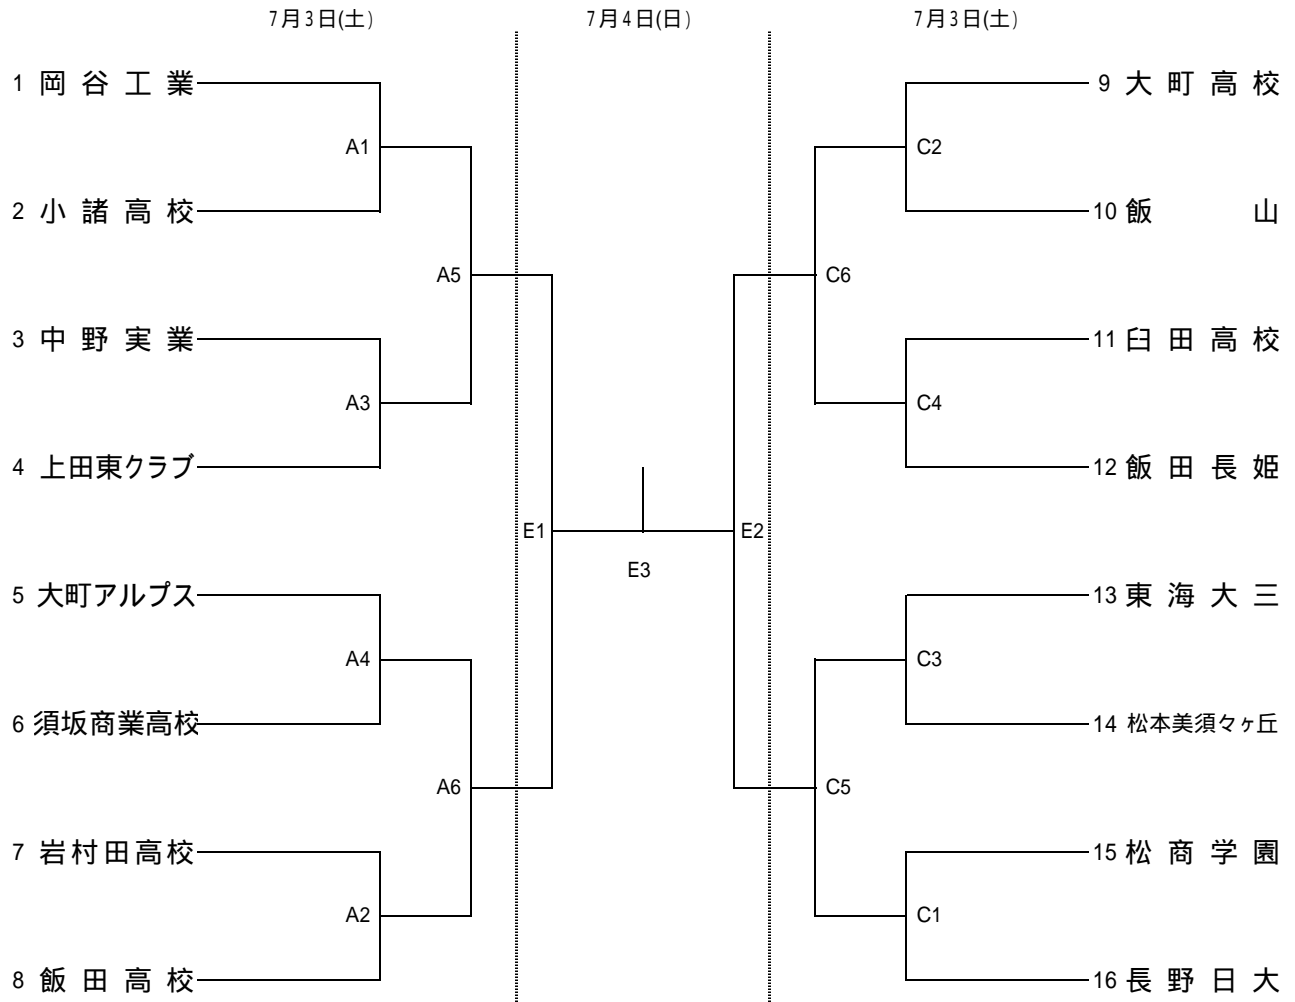 7月3日(土) 7月4日(日) 7月3日(土)
1 岡谷工業 9 大町高校
A1 C2
2 小諸高校 10 飯山
A5 C6
3 中野実業 11 臼田高校
A3 C4
4 上田東クラブ 12 飯田長姫
E1 E2
E3
5 大町アルプス 13 東海大三
A4 C3
6 須坂商業高校 14 松本美須々ヶ丘
A6 C5
7 岩村田高校 15 松商学園
A2 C1
8 飯田高校 16 長野日大